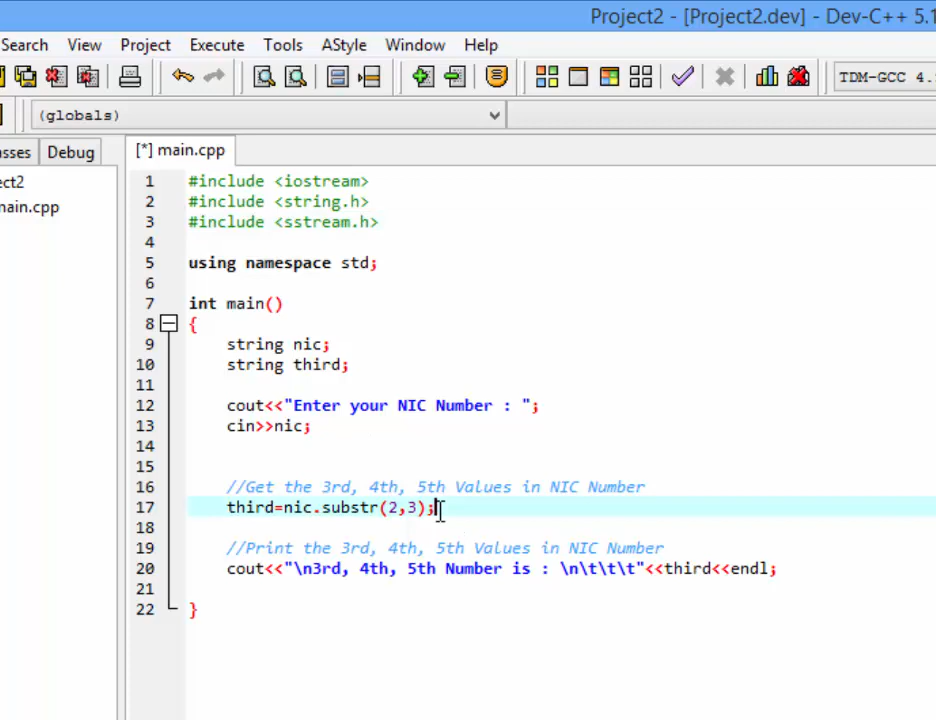 Project2 - [Project2.dev] - Dev-C++ 5.1
Search View Project Execute Tools AStyle Window Help
TDM-GCC 4.
(globals)
asses Debug
[*] main.cpp
ect2
main.cpp
1 #include <iostream>
2 #include <string.h>
3 #include <sstream.h>
4
5 using namespace std;
6
7 int main()
8 {
9 string nic;
10 string third;
11
12 cout<<"Enter your NIC Number : ";
13 cin>>nic;
14
15
16 //Get the 3rd, 4th, 5th Values in NIC Number
17 third=nic.substr(2,3);
18
19 //Print the 3rd, 4th, 5th Values in NIC Number
20 cout<<"\n3rd, 4th, 5th Number is : \n\t\t\t"<<third<<endl;
21
22 }